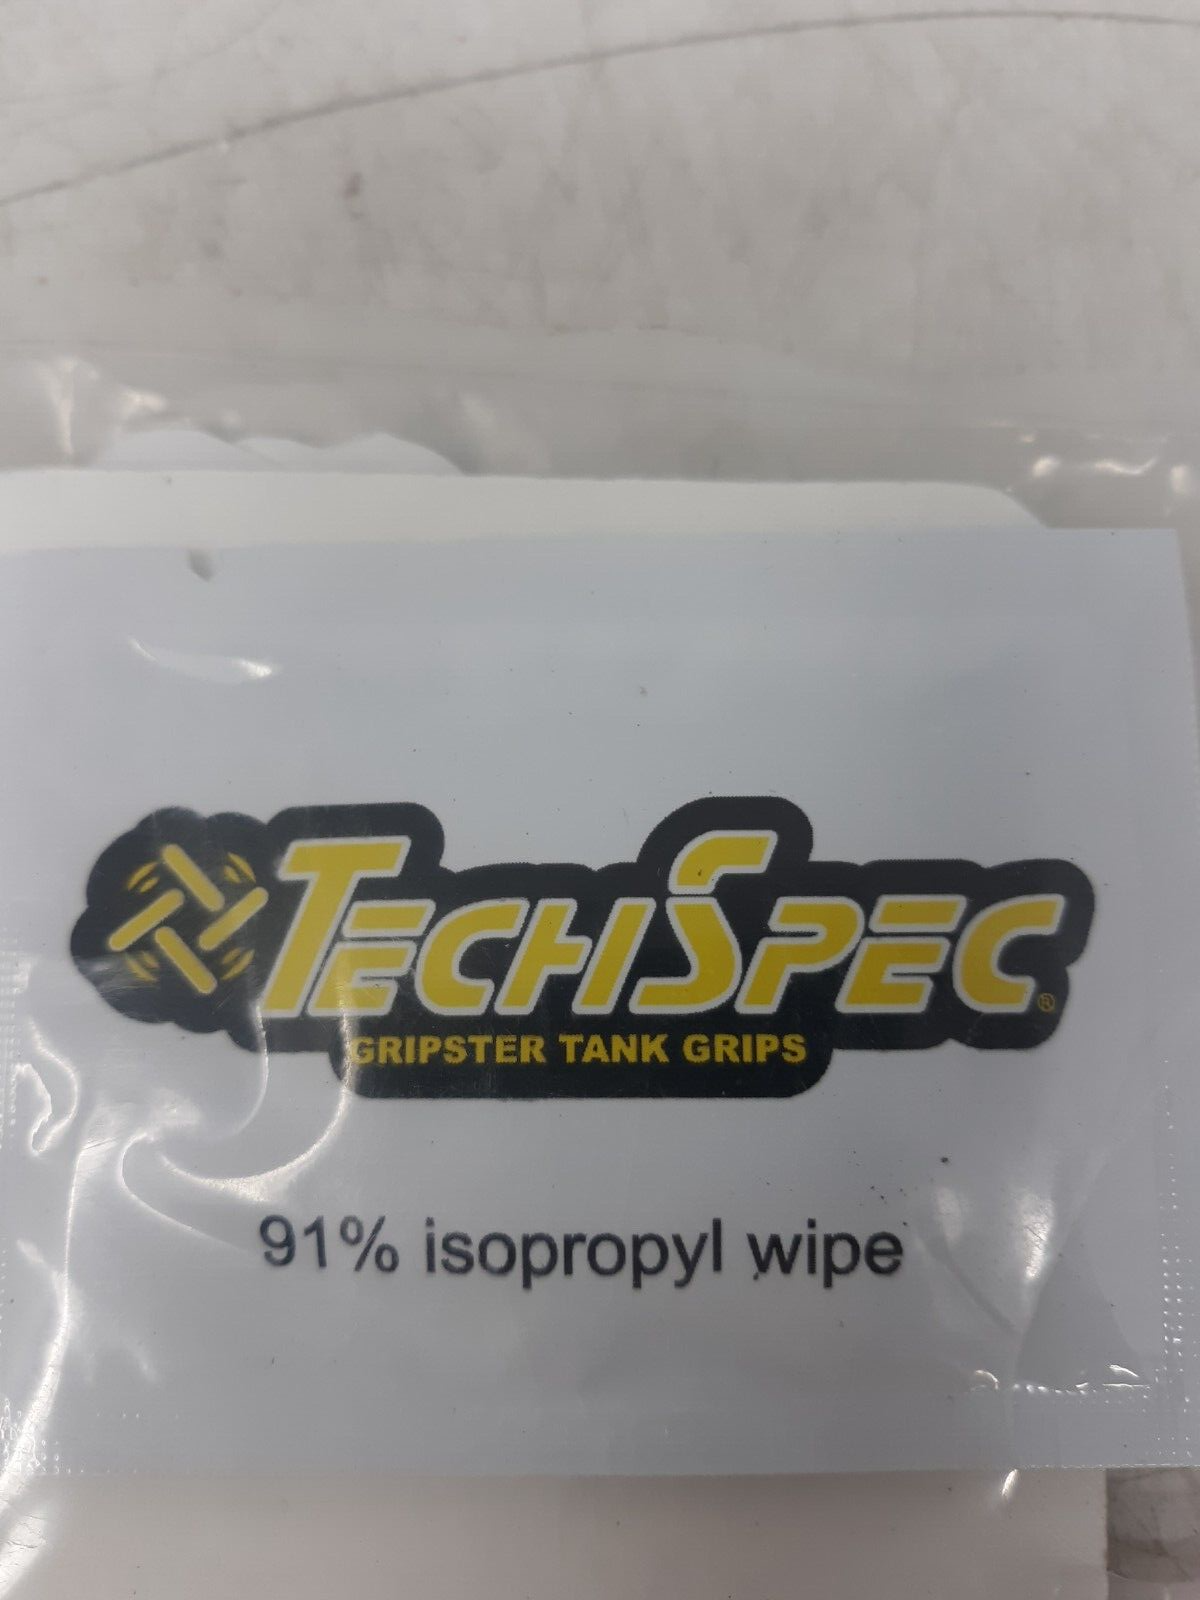 TECHSPEC®
GRIPSTER TANK GRIPS
91% isopropyl wipe